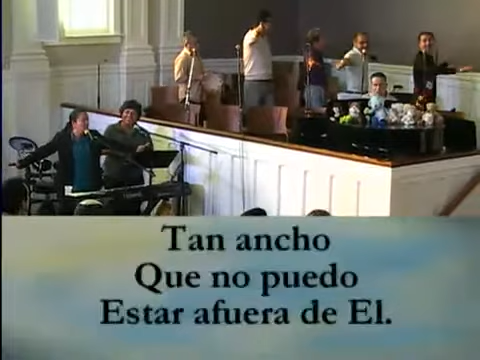 Tan ancho
Que no puedo
Estar afuera de El.